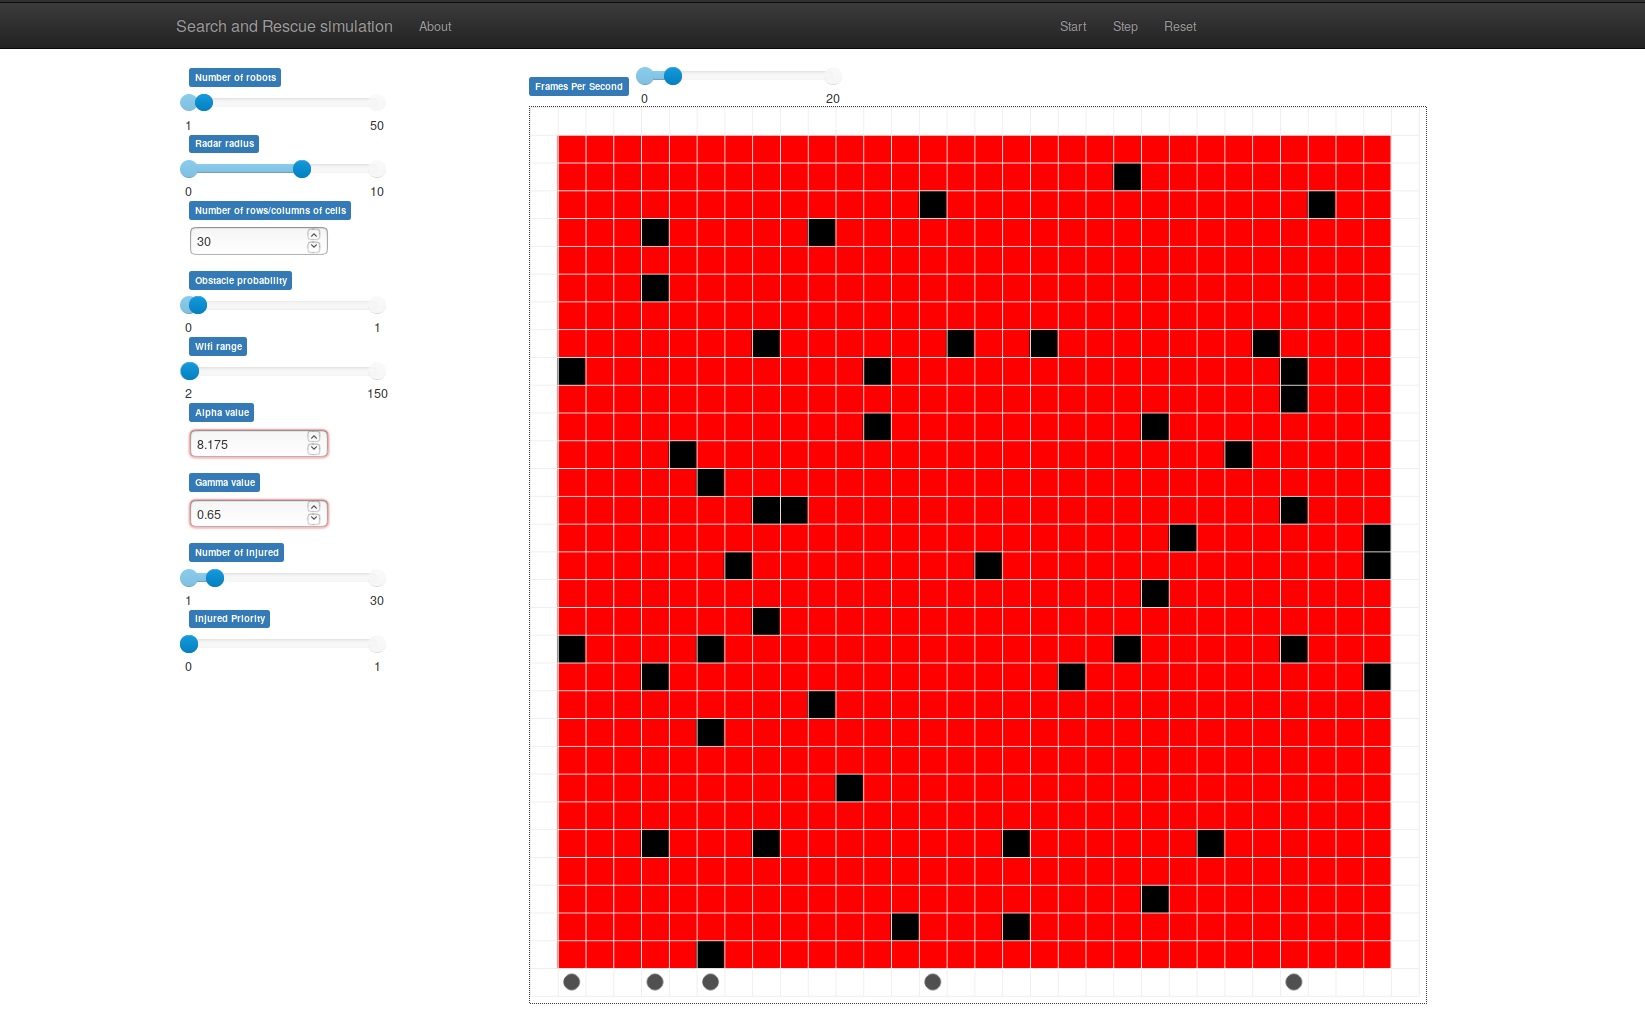 Search and Rescue simulation About Start Step Reset
Number of robots
1 50
Radar radius
0 10
Number of rows/columns of cells
30
Obstacle probability
0 1
Wifi range
2 150
Alpha value
8.175
Gamma value
0.65
Number of Injured
1 30
Injured Priority
0 1
Frames Per Second
0 20